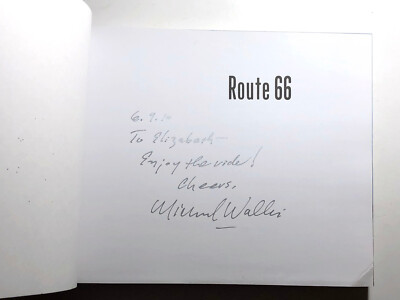 Route 66
To Elizabeth—
Enjoy the ride!
Cheers,
Michael Wallis